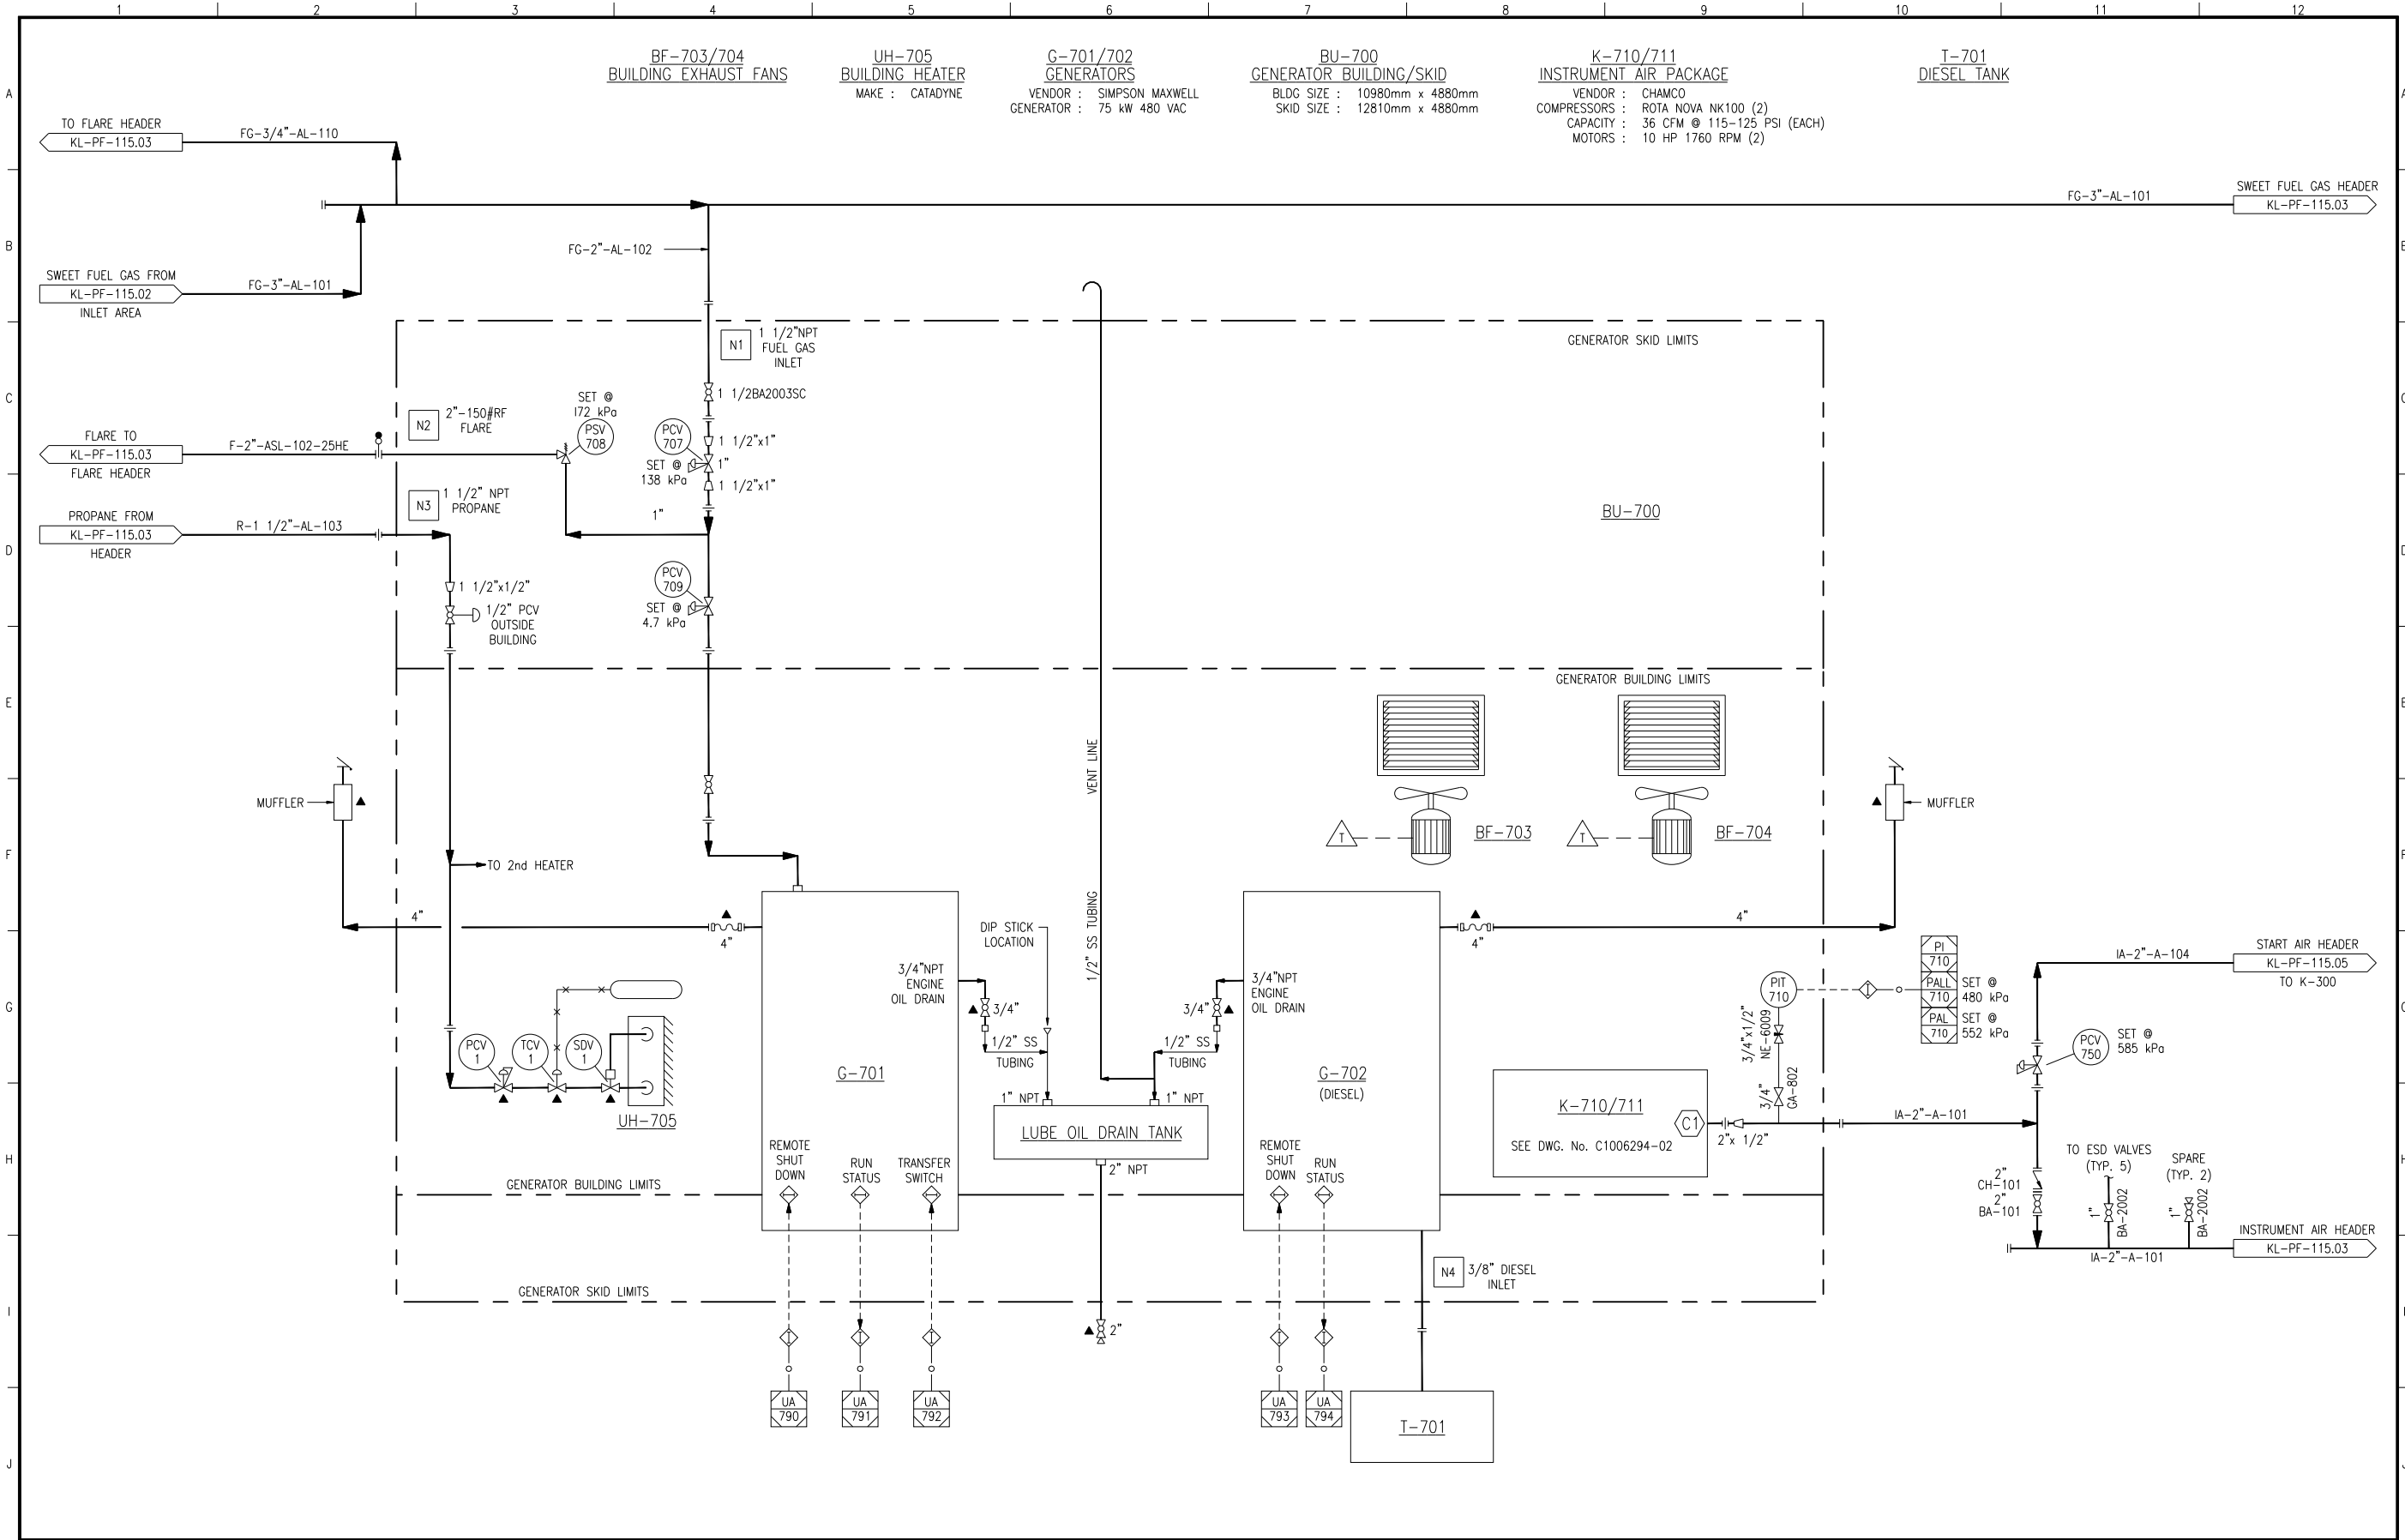 1
2
3
4
5
6
7
8
9
10
11
12
A
B
C
D
E
F
G
H
I
J
BF-703/704
BUILDING EXHAUST FANS
UH-705
BUILDING HEATER
MAKE : CATADYNE
G-701/702
GENERATORS
VENDOR : SIMPSON MAXWELL
GENERATOR : 75 kW 480 VAC
BU-700
GENERATOR BUILDING/SKID
BLDG SIZE : 10980mm x 4880mm
SKID SIZE : 12810mm x 4880mm
K-710/711
INSTRUMENT AIR PACKAGE
VENDOR : CHAMCO
COMPRESSORS : ROTA NOVA NK100 (2)
CAPACITY : 36 CFM @ 115-125 PSI (EACH)
MOTORS : 10 HP 1760 RPM (2)
T-701
DIESEL TANK
TO FLARE HEADER
KL-PF-115.03
FG-3/4"-AL-110
FG-3"-AL-101
SWEET FUEL GAS HEADER
KL-PF-115.03
FG-2"-AL-102
SWEET FUEL GAS FROM
KL-PF-115.02
INLET AREA
FG-3"-AL-101
N1
1 1/2"NPT
FUEL GAS
INLET
GENERATOR SKID LIMITS
1 1/2BA2003SC
N2
2"-150#RF
FLARE
SET @
172 kPa
PSV
708
PCV
707
1 1/2"x1"
1"
SET @
138 kPa
1 1/2"x1"
FLARE TO
KL-PF-115.03
FLARE HEADER
F-2"-ASL-102-25HE
N3
1 1/2" NPT
PROPANE
1"
BU-700
PROPANE FROM
KL-PF-115.03
HEADER
R-1 1/2"-AL-103
1 1/2"x1/2"
1/2" PCV
OUTSIDE
BUILDING
PCV
709
SET @
4.7 kPa
GENERATOR BUILDING LIMITS
VENT LINE
1/2" SS TUBING
MUFFLER
MUFFLER
T
BF-703
T
BF-704
TO 2nd HEATER
4"
4"
4"
4"
DIP STICK
LOCATION
3/4"NPT
ENGINE
OIL DRAIN
3/4"
1/2" SS
TUBING
3/4"
1/2" SS
TUBING
3/4"NPT
ENGINE
OIL DRAIN
PIT
710
3/4"x1/2"
NE-6009
3/4"
GA-802
PI
710
PALL
710
SET @
480 kPa
PAL
710
SET @
552 kPa
IA-2"-A-104
START AIR HEADER
KL-PF-115.05
TO K-300
PCV
750
SET @
585 kPa
PCV
1
TCV
1
SDV
1
UH-705
G-701
G-702
(DIESEL)
1" NPT
1" NPT
LUBE OIL DRAIN TANK
2" NPT
K-710/711
SEE DWG. No. C1006294-02
C1
2"x 1/2"
IA-2"-A-101
TO ESD VALVES
(TYP. 5)
SPARE
(TYP. 2)
2"
CH-101
2"
BA-101
1"
BA-2002
1"
BA-2002
INSTRUMENT AIR HEADER
KL-PF-115.03
IA-2"-A-101
REMOTE
SHUT
DOWN
RUN
STATUS
TRANSFER
SWITCH
REMOTE
SHUT
DOWN
RUN
STATUS
GENERATOR BUILDING LIMITS
GENERATOR SKID LIMITS
N4
3/8" DIESEL
INLET
2"
UA
790
UA
791
UA
792
UA
793
UA
794
T-701